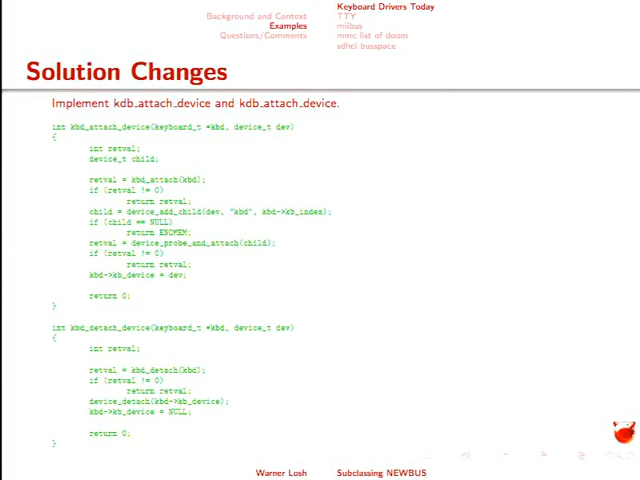 Keyboard Drivers Today
Background and Context
TTY
Examples
miibus
Questions/Comments
mmc list of doom
sdhci busspace
Solution Changes
Implement kdb_attach_device and kdb_attach_device.
int kbd_attach_device(keyboard_t *kbd, device_t dev)
{
int retval;
device_t child;
retval = kbd_attach(kbd);
if (retval != 0)
return retval;
child = device_add_child(dev, "kbd", kbd->kb_index);
if (child == NULL)
return ENOMEM;
retval = device_probe_and_attach(child);
if (retval != 0)
return retval;
kbd->kb_device = dev;
return 0;
}
int kbd_detach_device(keyboard_t *kbd, device_t dev)
{
int retval;
retval = kbd_detach(kbd);
if (retval != 0)
return retval;
device_detach(kbd->kb_device);
kbd->kb_device = NULL;
return 0;
}
Warner Losh
Subclassing NEWBUS